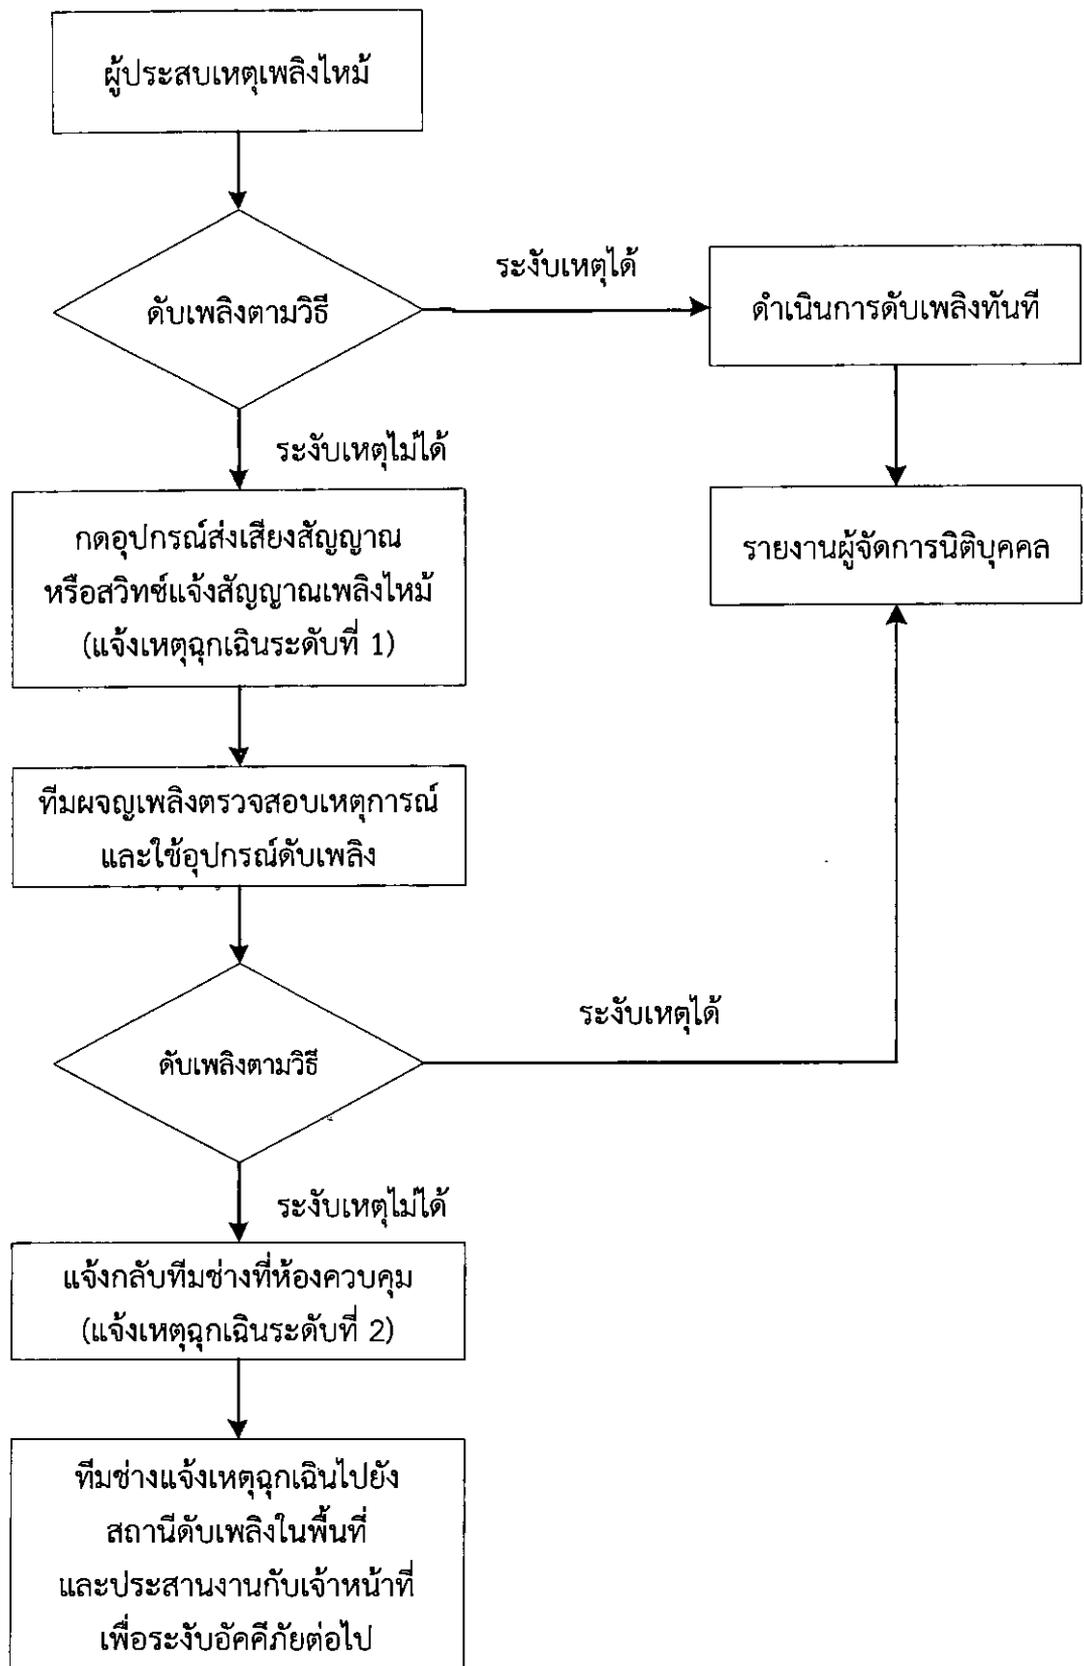 ผู้ประสบเหตุเพลิงไหม้
ดับเพลิงตามวิธี
ระงับเหตุได้
ดำเนินการดับเพลิงทันที
ระงับเหตุไม่ได้
กดอุปกรณ์ส่งเสียงสัญญาณ
หรือสวิทช์แจ้งสัญญาณเพลิงไหม้
(แจ้งเหตุฉุกเฉินระดับที่ 1)
รายงานผู้จัดการนิติบุคคล
ทีมผจญเพลิงตรวจสอบเหตุการณ์
และใช้อุปกรณ์ดับเพลิง
ดับเพลิงตามวิธี
ระงับเหตุได้
ระงับเหตุไม่ได้
แจ้งกลับทีมช่างที่ห้องควบคุม
(แจ้งเหตุฉุกเฉินระดับที่ 2)
ทีมช่างแจ้งเหตุฉุกเฉินไปยัง
สถานีดับเพลิงในพื้นที่
และประสานงานกับเจ้าหน้าที่
เพื่อระงับอัคคีภัยต่อไป